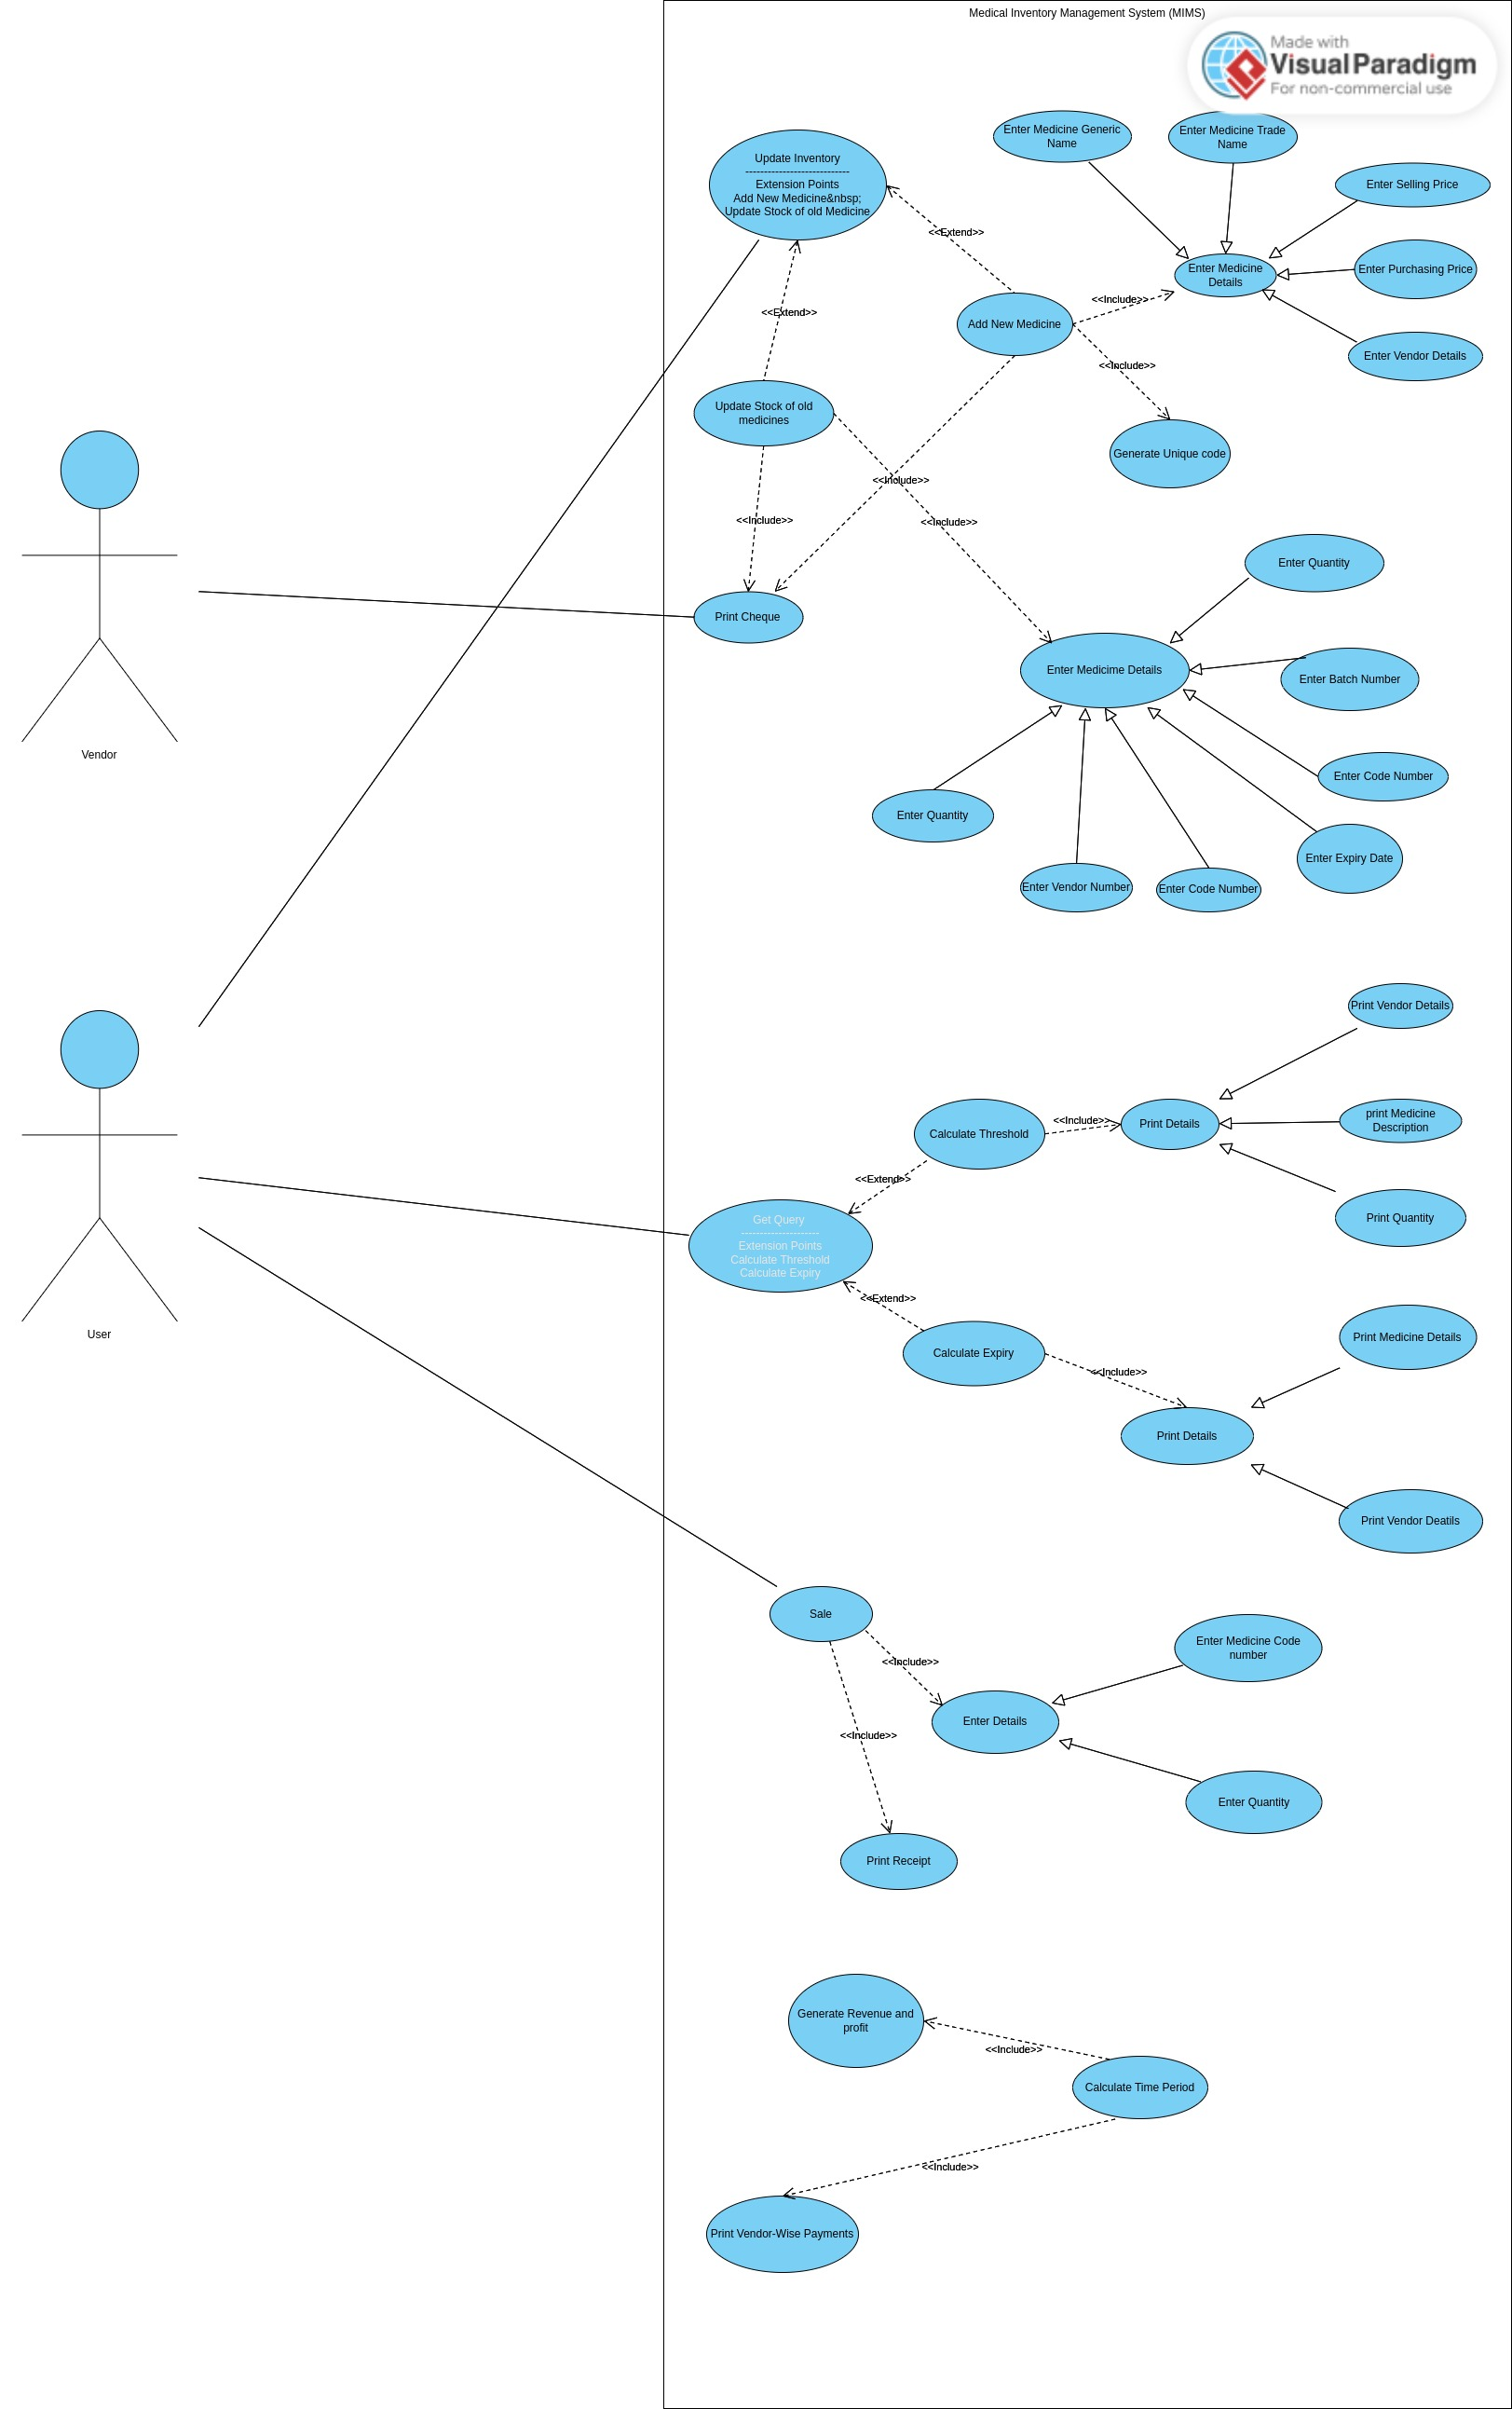 Medical Inventory Management System (MIMS)
Made with
Visual Paradigm
For non-commercial use
Enter Medicine Generic
Name
Enter Medicine Trade
Name
Update Inventory
----------------------------
Extension Points
Add New Medicine&nbsp;
Update Stock of old Medicine
Enter Selling Price
<<Extend>>
Enter Medicine
Details
Enter Purchasing Price
<<Include>>
<<Extend>>
Add New Medicine
Enter Vendor Details
<<Include>>
Update Stock of old
medicines
Generate Unique code
<<Include>>
<<Include>>
<<Include>>
Enter Quantity
Print Cheque
Enter Medicime Details
Enter Batch Number
Vendor
Enter Code Number
Enter Quantity
Enter Expiry Date
Enter Vendor Number
Enter Code Number
Print Vendor Details
Calculate Threshold
<<Include>>
Print Details
print Medicine
Description
<<Extend>>
Print Quantity
Get Query
---------------------
Extension Points
Calculate Threshold
Calculate Expiry
<<Extend>>
User
Calculate Expiry
Print Medicine Details
<<Include>>
Print Details
Print Vendor Deatils
Sale
Enter Medicine Code
number
<<Include>>
Enter Details
<<Include>>
Enter Quantity
Print Receipt
Generate Revenue and
profit
<<Include>>
Calculate Time Period
<<Include>>
Print Vendor-Wise Payments